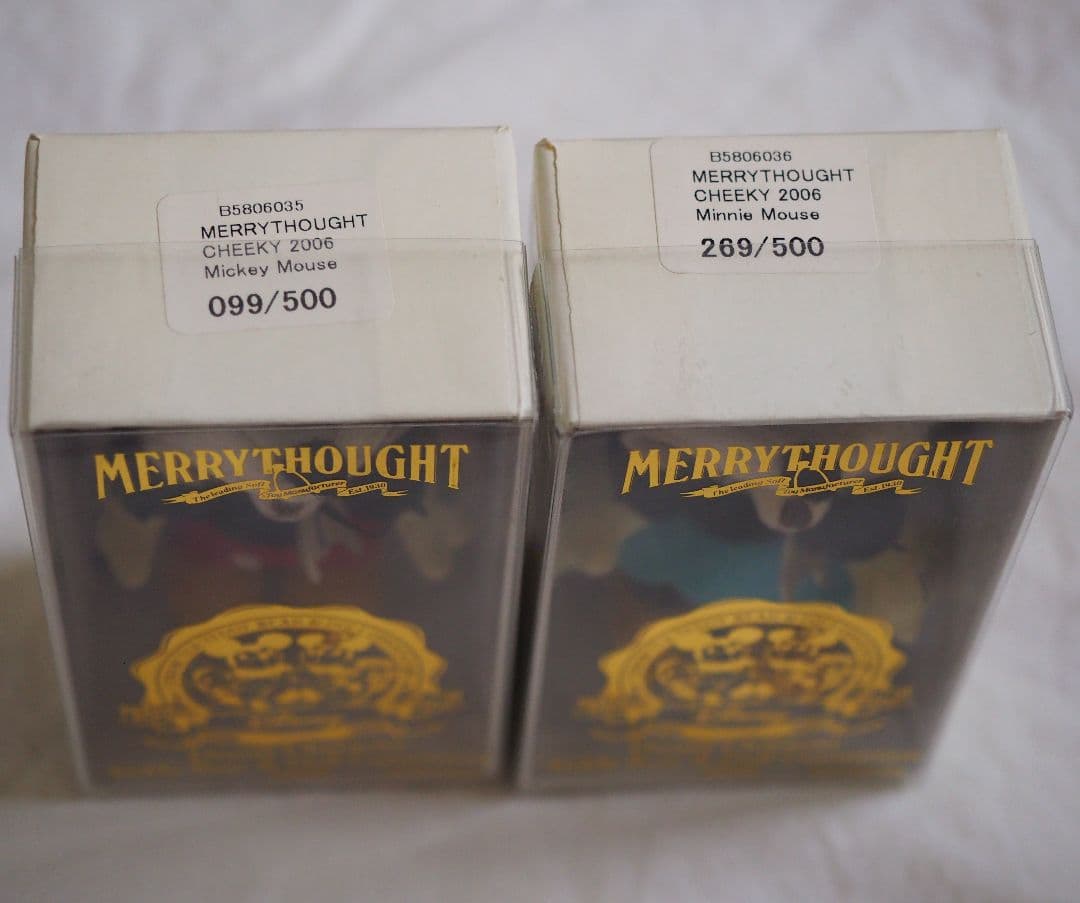 B5806035
MERRYTHOUGHT
CHEEKY 2006
Mickey Mouse
099/500
MERRYTHOUGHT
The leading Soft
Toy Manufacturer
Est. 1930
B5806036
MERRYTHOUGHT
CHEEKY 2006
Minnie Mouse
269/500
MERRYTHOUGHT
The leading Soft
Toy Manufacturer
Est. 1930